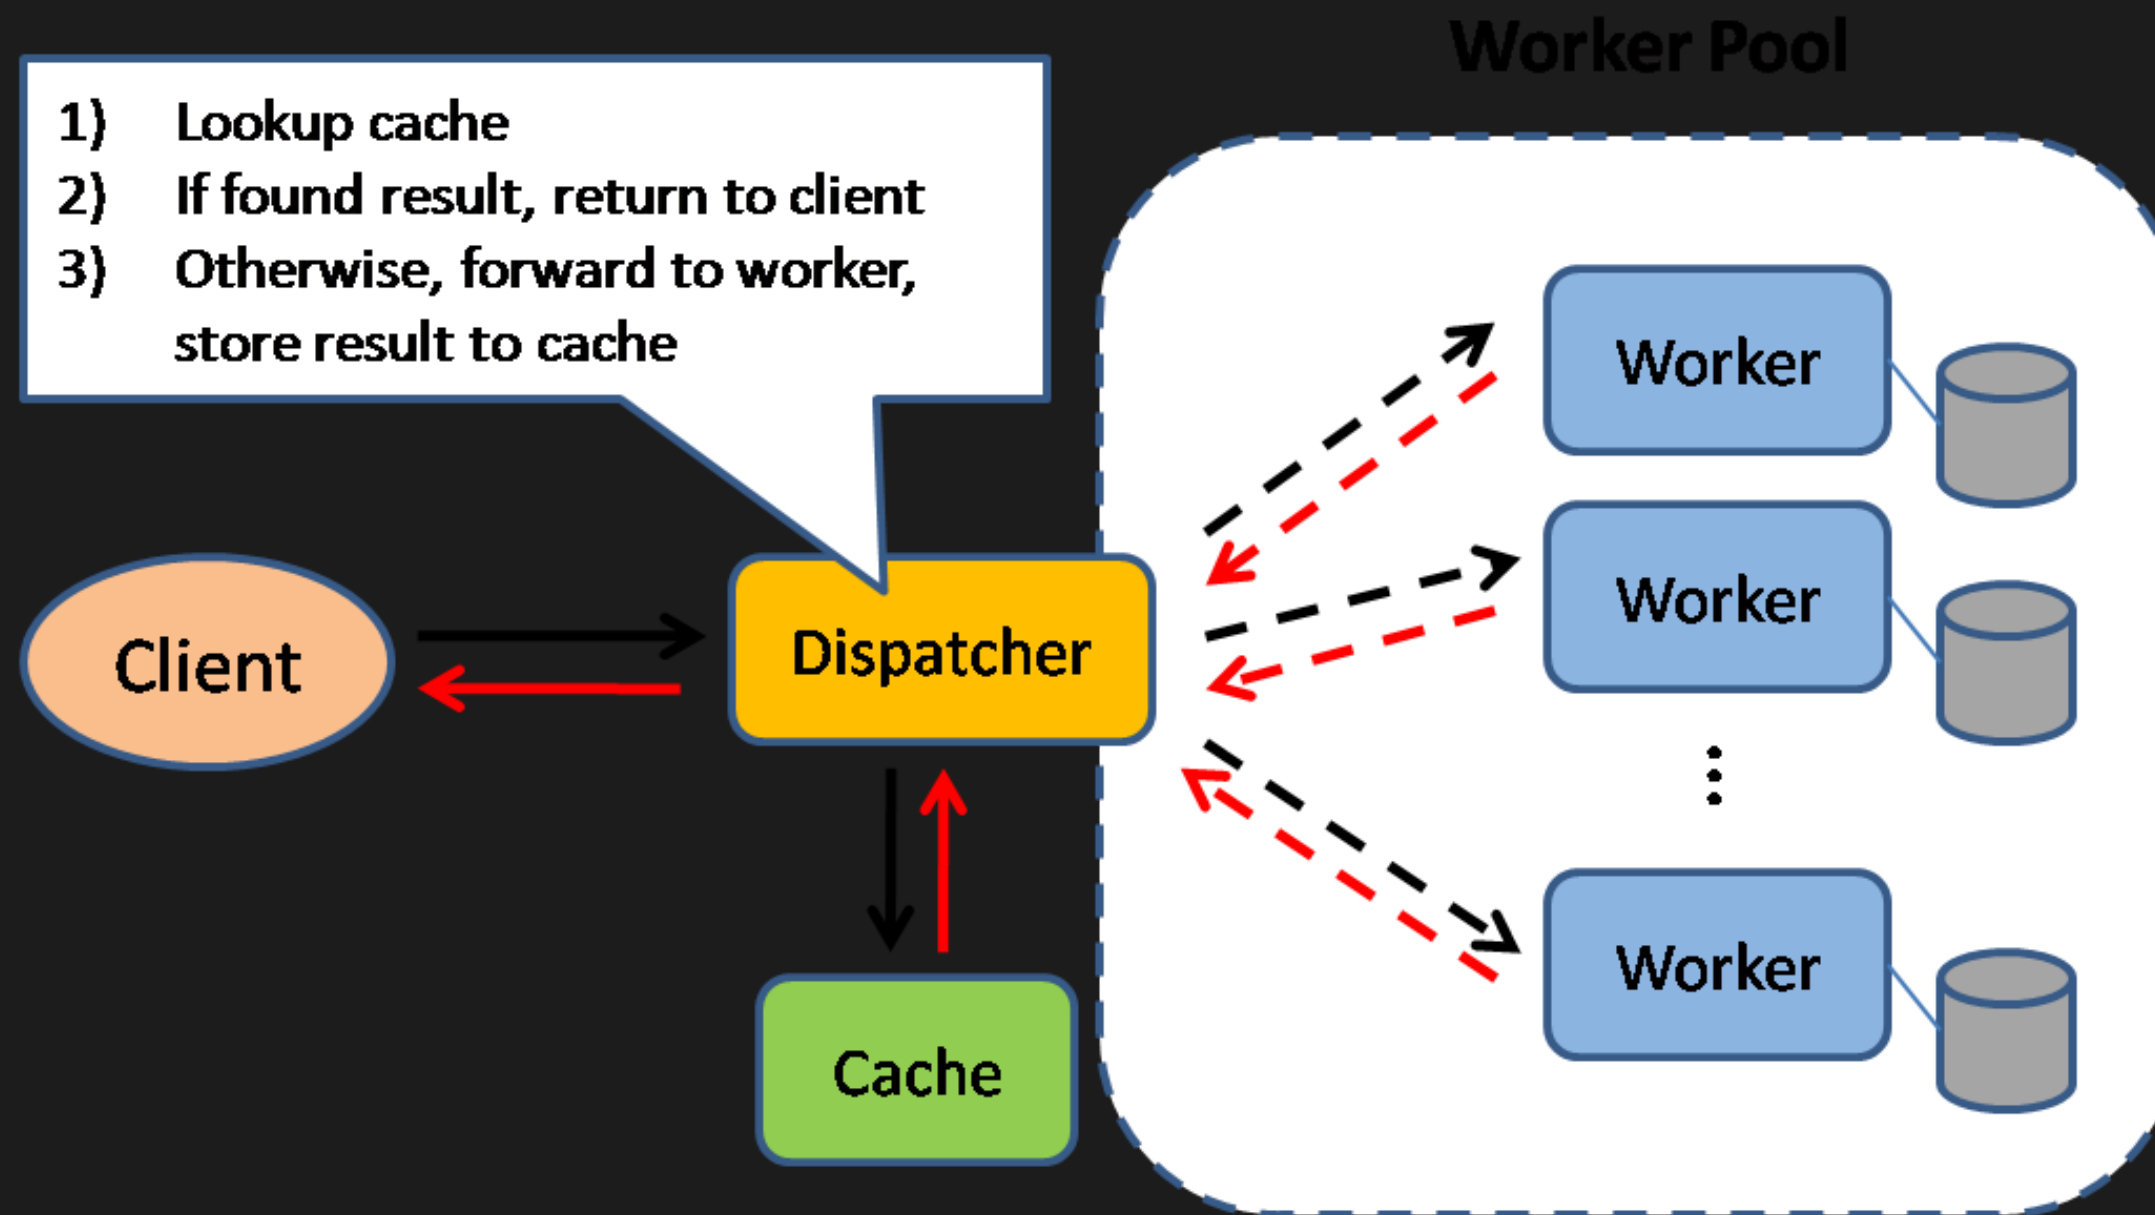 Worker Pool
1) Lookup cache
2) If found result, return to client
3) Otherwise, forward to worker,
store result to cache
Worker
Worker
Client
Dispatcher
Worker
Cache